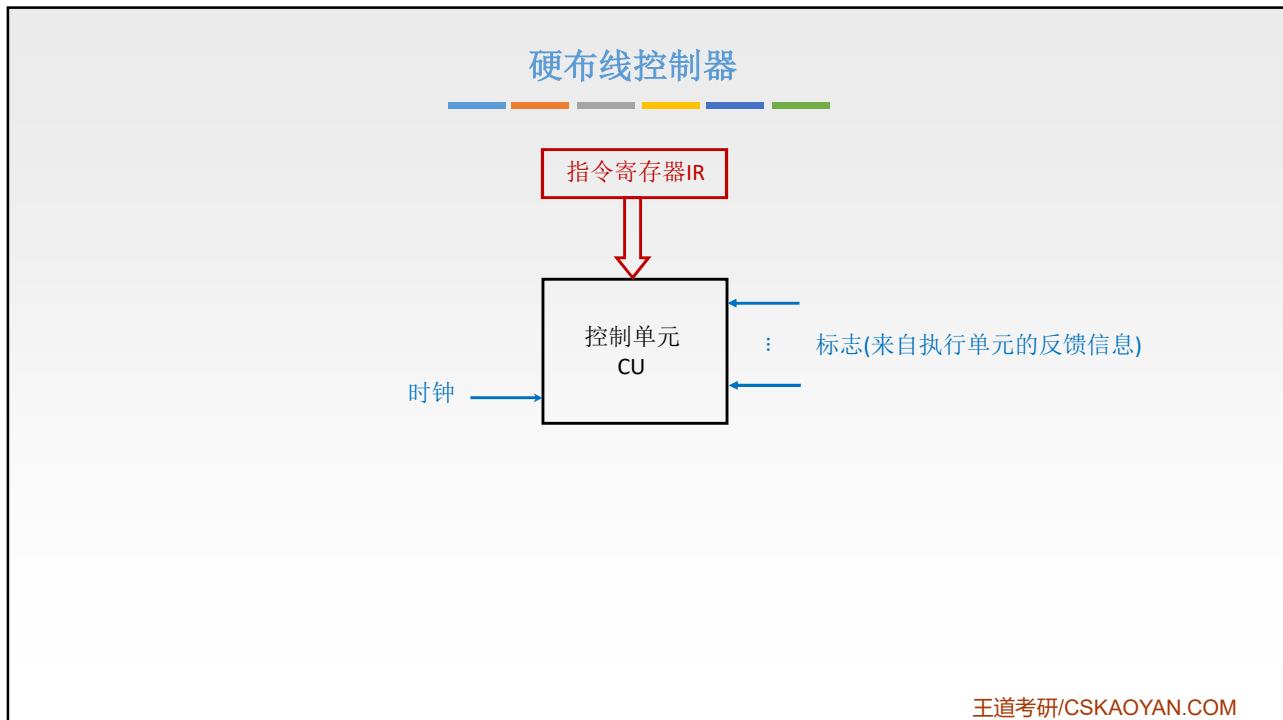 硬布线控制器
指令寄存器IR
控制单元
CU
⋮
标志(来自执行单元的反馈信息)
时钟
王道考研/CSKAOYAN.COM